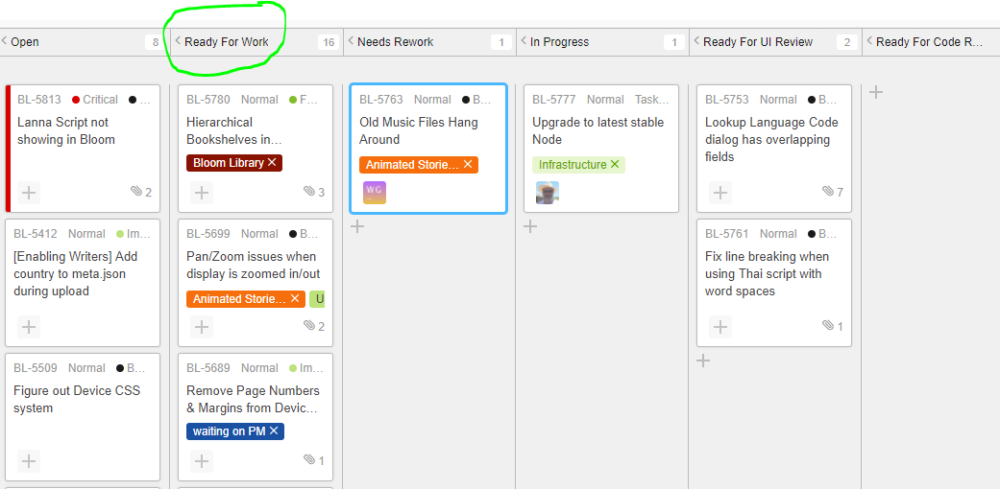 Open 8
Ready For Work 16
Needs Rework 1
In Progress 1
Ready For UI Review 2
Ready For Code R...
BL-5813 Critical ...
Lanna Script not
showing in Bloom
2
BL-5412 Normal Im...
[Enabling Writers] Add
country to meta.json
during upload
BL-5509 Normal B...
Figure out Device CSS
system
BL-5780 Normal F...
Hierarchical
Bookshelves in...
Bloom Library
3
BL-5699 Normal B...
Pan/Zoom issues when
display is zoomed in/out
Animated Storie... U
2
BL-5689 Normal Im...
Remove Page Numbers
& Margins from Devic...
waiting on PM
1
BL-5763 Normal B...
Old Music Files Hang
Around
Animated Storie...
WG
BL-5777 Normal Task...
Upgrade to latest stable
Node
Infrastructure
BL-5753 Normal B...
Lookup Language Code
dialog has overlapping
fields
7
BL-5761 Normal B...
Fix line breaking when
using Thai script with
word spaces
1